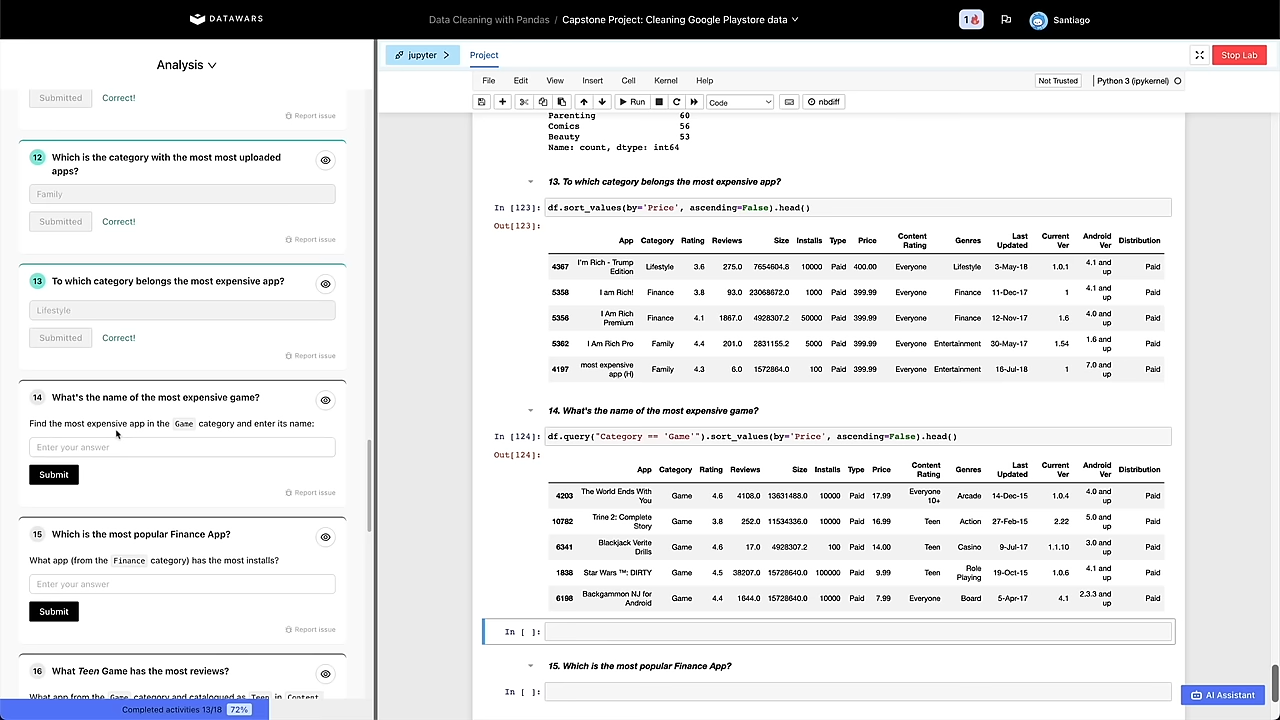 DATAWARS
Data Cleaning with Pandas / Capstone Project: Cleaning Google Playstore data
1
Santiago
Analysis
Submitted Correct!
Report issue
12 Which is the category with the most most uploaded apps?
Family
Submitted Correct!
Report issue
13 To which category belongs the most expensive app?
Lifestyle
Submitted Correct!
Report issue
14 What's the name of the most expensive game?
Find the most expensive app in the Game category and enter its name:
Enter your answer
Submit
Report issue
15 Which is the most popular Finance App?
What app (from the Finance category) has the most installs?
Enter your answer
Submit
Report issue
16 What Teen Game has the most reviews?
What app from the Game category and catalogued as Teen in Content
Completed activities 13/18 72%
jupyter Project
Stop Lab
File Edit View Insert Cell Kernel Help
Not Trusted Python 3 (ipykernel)
Run Code nbdiff
Parenting 60
Comics 56
Beauty 53
Name: count, dtype: int64
13. To which category belongs the most expensive app?
In [123]: df.sort_values(by='Price', ascending=False).head()
Out[123]:
App Category Rating Reviews Size Installs Type Price Content Rating Genres Last Updated Current Ver Android Ver Distribution
4367 I'm Rich - Trump Edition Lifestyle 3.6 275.0 7654604.8 10000 Paid 400.00 Everyone Lifestyle 3-May-18 1.0.1 4.1 and up Paid
5358 I am Rich! Finance 3.8 93.0 23068672.0 1000 Paid 399.99 Everyone Finance 11-Dec-17 1 4.1 and up Paid
5356 I Am Rich Premium Finance 4.1 1867.0 4928307.2 50000 Paid 399.99 Everyone Finance 12-Nov-17 1.6 4.0 and up Paid
5362 I Am Rich Pro Family 4.4 201.0 2831155.2 5000 Paid 399.99 Everyone Entertainment 30-May-17 1.54 1.6 and up Paid
4197 most expensive app (H) Family 4.3 6.0 1572864.0 100 Paid 399.99 Everyone Entertainment 16-Jul-18 1 7.0 and up Paid
14. What's the name of the most expensive game?
In [124]: df.query("Category == 'Game'").sort_values(by='Price', ascending=False).head()
Out[124]:
App Category Rating Reviews Size Installs Type Price Content Rating Genres Last Updated Current Ver Android Ver Distribution
4203 The World Ends With You Game 4.6 4108.0 13631488.0 10000 Paid 17.99 Everyone 10+ Arcade 14-Dec-15 1.0.4 4.0 and up Paid
10782 Trine 2: Complete Story Game 3.8 252.0 11534336.0 10000 Paid 16.99 Teen Action 27-Feb-15 2.22 5.0 and up Paid
6341 Blackjack Verite Drills Game 4.6 17.0 4928307.2 100 Paid 14.00 Teen Casino 9-Jul-17 1.1.10 3.0 and up Paid
1838 Star Wars ™: DIRTY Game 4.5 38207.0 15728640.0 100000 Paid 9.99 Teen Role Playing 19-Oct-15 1.0.6 4.1 and up Paid
6198 Backgammon NJ for Android Game 4.4 1644.0 15728640.0 10000 Paid 7.99 Everyone Board 5-Apr-17 4.1 2.3.3 and up Paid
In [ ]:
15. Which is the most popular Finance App?
In [ ]:
AI Assistant